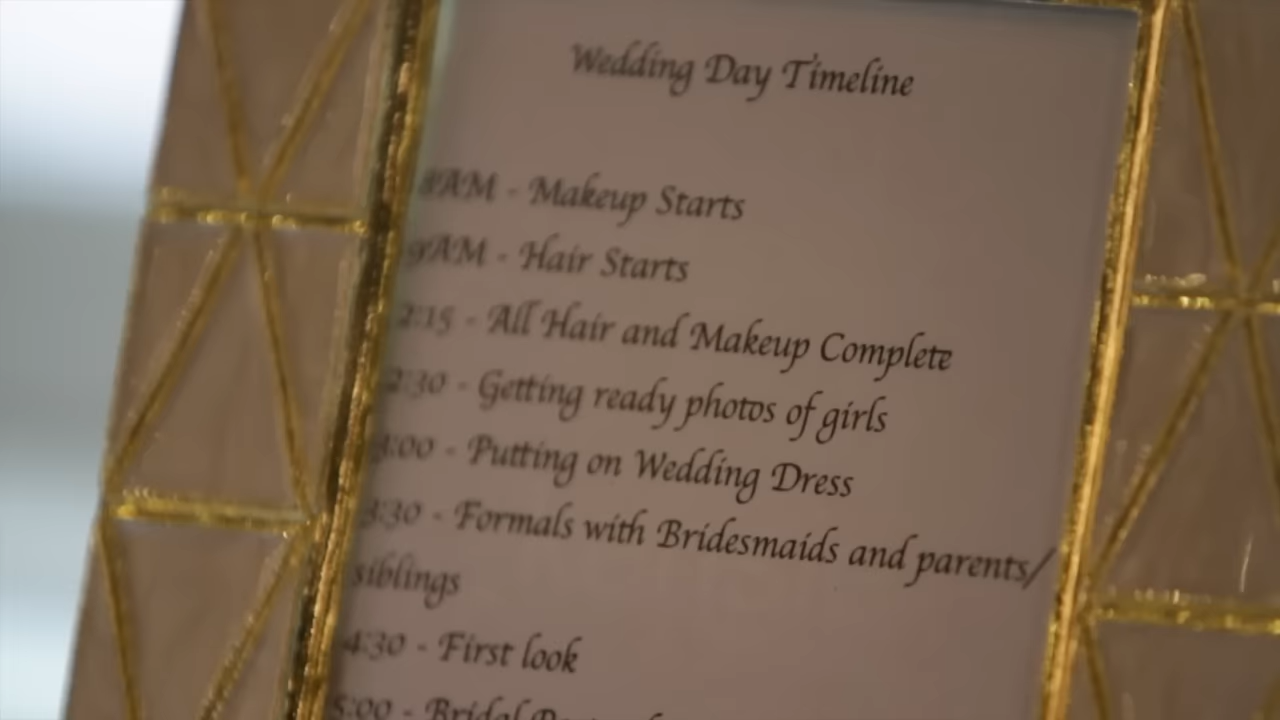 Wedding Day Timeline
8AM - Makeup Starts
9AM - Hair Starts
2:15 - All Hair and Makeup Complete
2:30 - Getting ready photos of girls
3:00 - Putting on Wedding Dress
3:30 - Formals with Bridesmaids and parents/
siblings
4:30 - First look
5:00 - Bridal